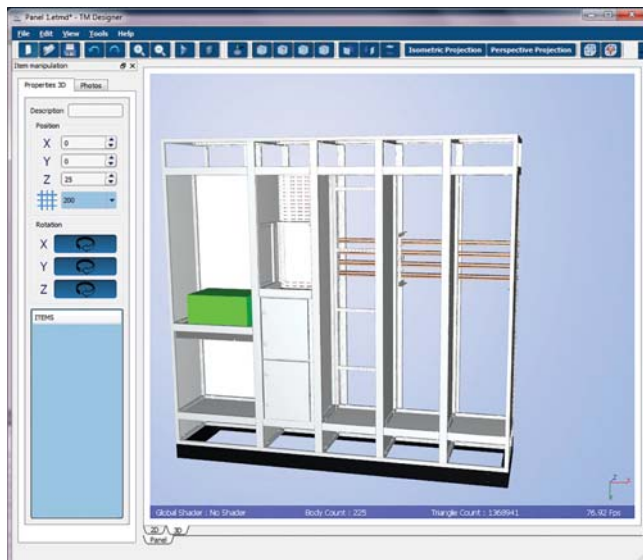 Panel 1.etmd* - TM Designer
File Edit View Tools Help
Isometric Projection Perspective Projection
Item manipulation
Properties 3D Photos
Description
Position
X 0
Y 0
Z 25
200
Rotation
X
Y
Z
ITEMS
Z
Global Shader : No Shader Body Count : 225 Triangle Count : 1368941 76.92 Fps
2D 3D
Panel